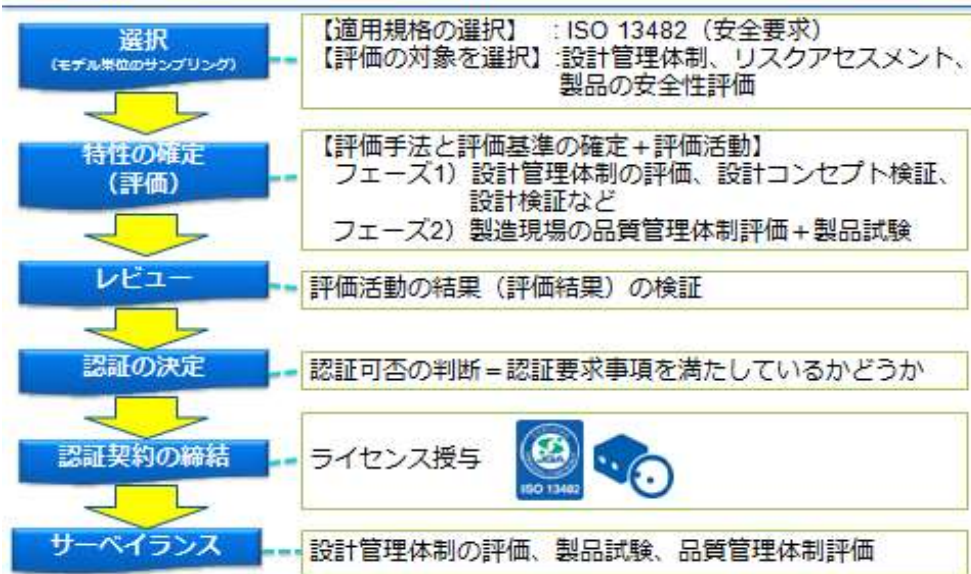 選択
(モデル単位のサンプリング)
【適用規格の選択】 : ISO 13482（安全要求）
【評価の対象を選択】:設計管理体制、リスクアセスメント、
製品の安全性評価
特性の確定
（評価）
【評価手法と評価基準の確定＋評価活動】
フェーズ1）設計管理体制の評価、設計コンセプト検証、
設計検証など
フェーズ2）製造現場の品質管理体制評価＋製品試験
レビュー
評価活動の結果（評価結果）の検証
認証の決定
認証可否の判断＝認証要求事項を満たしているかどうか
認証契約の締結
ライセンス授与
ISO 13482
サーベイランス
設計管理体制の評価、製品試験、品質管理体制評価